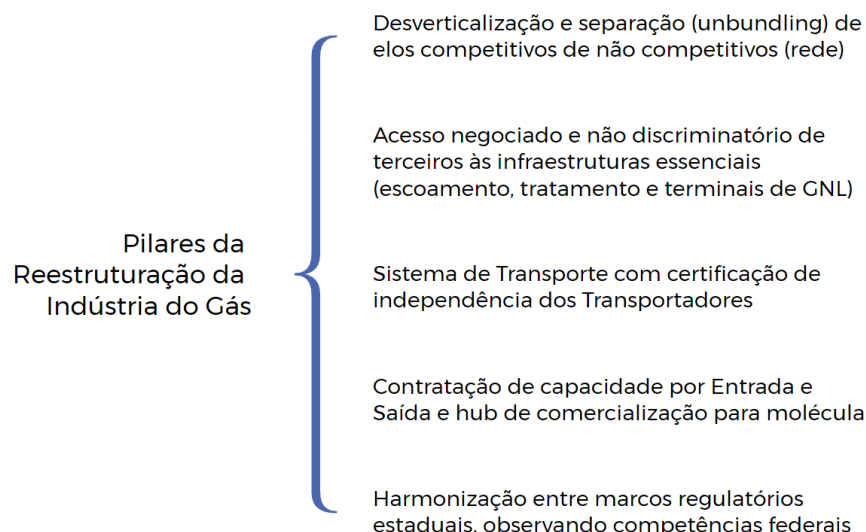 Pilares da
Reestruturação da
Indústria do Gás
Desverticalização e separação (unbundling) de
elos competitivos de não competitivos (rede)
Acesso negociado e não discriminatório de
terceiros às infraestruturas essenciais
(escoamento, tratamento e terminais de GNL)
Sistema de Transporte com certificação de
independência dos Transportadores
Contratação de capacidade por Entrada e
Saída e hub de comercialização para molécula
Harmonização entre marcos regulatórios
estaduais, observando competências federais